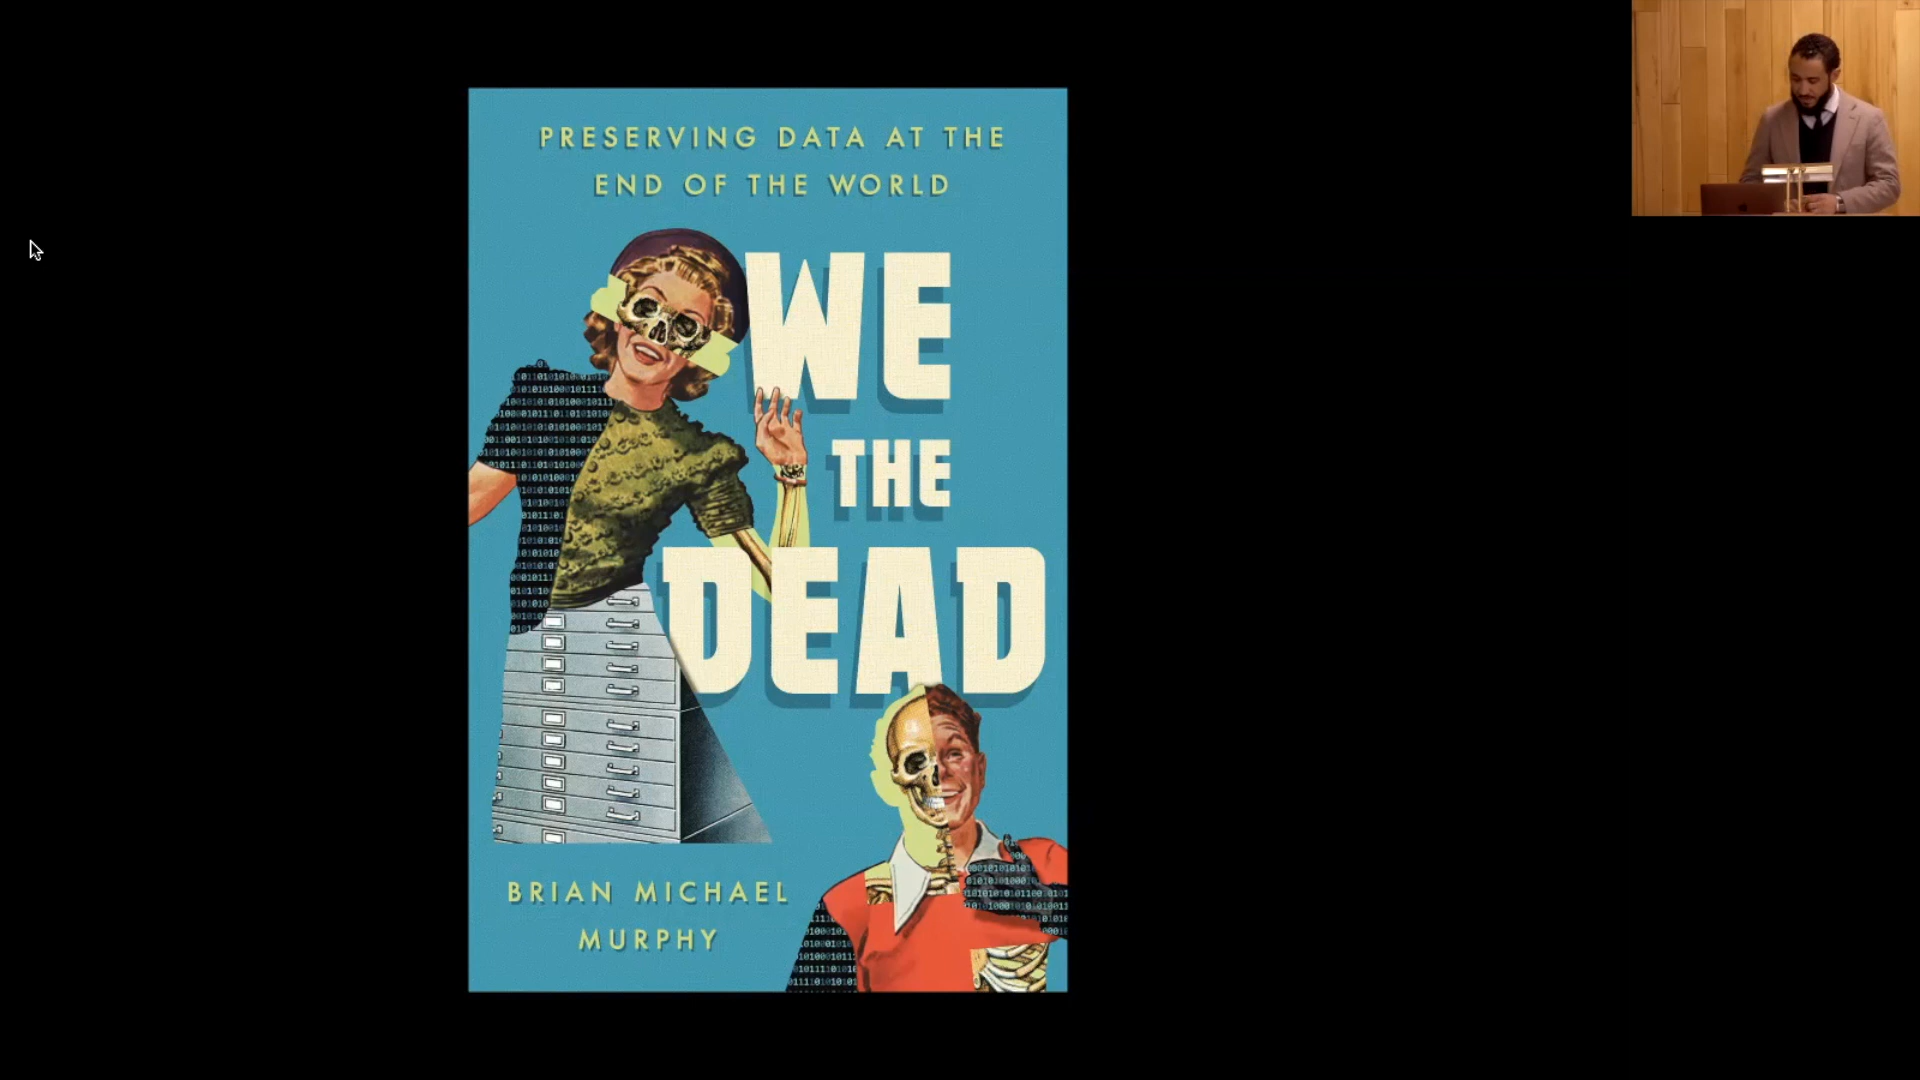 PRESERVING DATA AT THE
END OF THE WORLD
WE
THE
DEAD
BRIAN MICHAEL
MURPHY